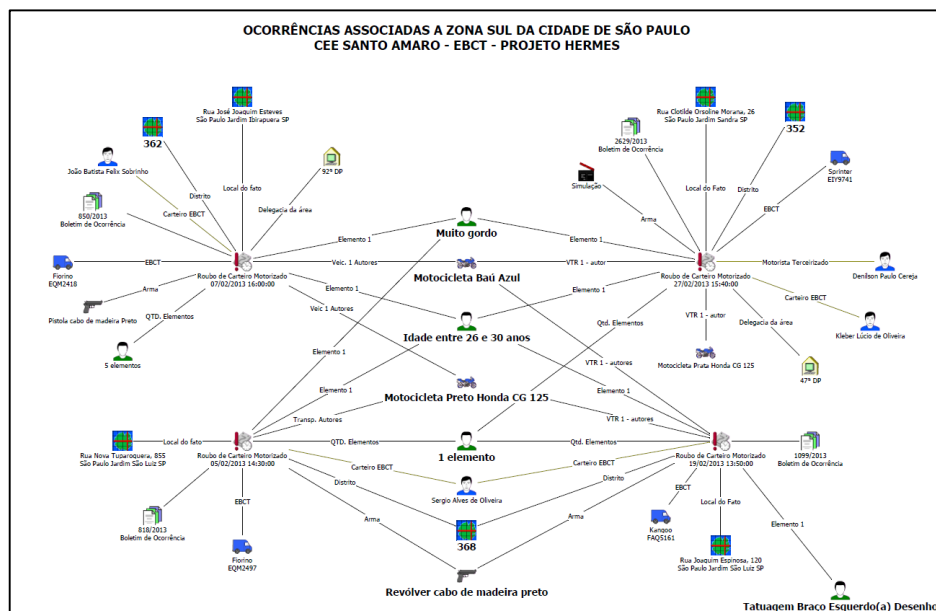 OCORRÊNCIAS ASSOCIADAS A ZONA SUL DA CIDADE DE SÃO PAULO
CEE SANTO AMARO - EBCT - PROJETO HERMES
Rua José Joaquim Esteves
São Paulo Jardim Ibirapuera SP
362
João Batista Felix Sobrinho
92ª DP
850/2013
Boletim de Ocorrência
Distrito
Local do fato
Delegacia da área
Carteiro EBCT
Fiorino
EQM2418
EBCT
Roubo de Carteiro Motorizado
07/02/2013 16:00:00
Arma
Pistola cabo de madeira Preto
QTD. Elementos
5 elementos
Elemento 1
Veic. 1 Autores
Elemento 1
Veic 1 Autores
Elemento 1
Muito gordo
Motocicleta Baú Azul
Idade entre 26 e 30 anos
Motocicleta Preto Honda CG 125
1 elemento
Sergio Alves de Oliveira
368
Revólver cabo de madeira preto
Rua Clotilde Orsoline Morana, 26
São Paulo Jardim Sandra SP
352
2629/2013
Boletim de Ocorrência
Simulação
Sprinter
EIY9741
Arma
Local do Fato
Distrito
EBCT
Elemento 1
VTR 1 - autor
Elemento 1
Qtd. Elementos
Roubo de Carteiro Motorizado
27/02/2013 15:40:00
Motorista Terceirizado
Denilson Paulo Cereja
Carteiro EBCT
Kleber Lúcio de Oliveira
VTR 1 - autor
Delegacia da área
Motocicleta Prata Honda CG 125
47ª DP
VTR 1 - autores
Elemento 1
VTR 1 - autores
Elemento 1
Transp. Autores
Local do fato
Rua Nova Tuparoquera, 855
São Paulo Jardim São Luiz SP
Roubo de Carteiro Motorizado
05/02/2013 14:30:00
QTD. Elementos
Carteiro EBCT
Distrito
Arma
EBCT
818/2013
Boletim de Ocorrência
Fiorino
EQM2497
Qtd. Elementos
Carteiro EBCT
Distrito
Arma
Roubo de Carteiro Motorizado
19/02/2013 13:50:00
1099/2013
Boletim de Ocorrência
EBCT
Kangoo
FAQ5161
Local do Fato
Rua Joaquim Espinosa, 120
São Paulo Jardim São Luiz SP
Elemento 1
Tatuagem Braço Esquerdo(a) Desenho